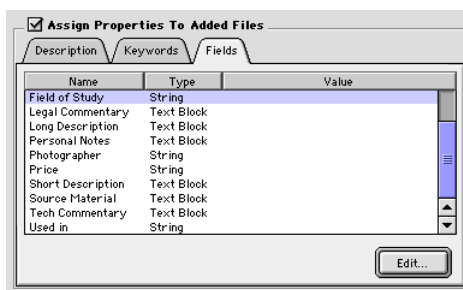 Assign Properties To Added Files
Description Keywords Fields
Name Type Value
Field of Study String
Legal Commentary Text Block
Long Description Text Block
Personal Notes Text Block
Photographer String
Price String
Short Description Text Block
Source Material Text Block
Tech Commentary Text Block
Used in String
Edit...